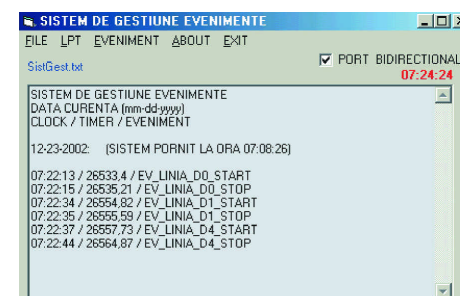 SISTEM DE GESTIUNE EVENIMENTE
FILE LPT EVENIMENT ABOUT EXIT
SistGest.txt
PORT BIDIRECTIONAL
07:24:24
SISTEM DE GESTIUNE EVENIMENTE
DATA CURENTA (mm-dd-yyyy)
CLOCK / TIMER / EVENIMENT
12-23-2002: (SISTEM PORNIT LA ORA 07:08:26)
07:22:13 / 26533,4 / EV_LINIA_D0_START
07:22:15 / 26535,21 / EV_LINIA_D0_STOP
07:22:34 / 26554,82 / EV_LINIA_D1_START
07:22:35 / 26555,59 / EV_LINIA_D1_STOP
07:22:37 / 26557,73 / EV_LINIA_D4_START
07:22:44 / 26564,87 / EV_LINIA_D4_STOP